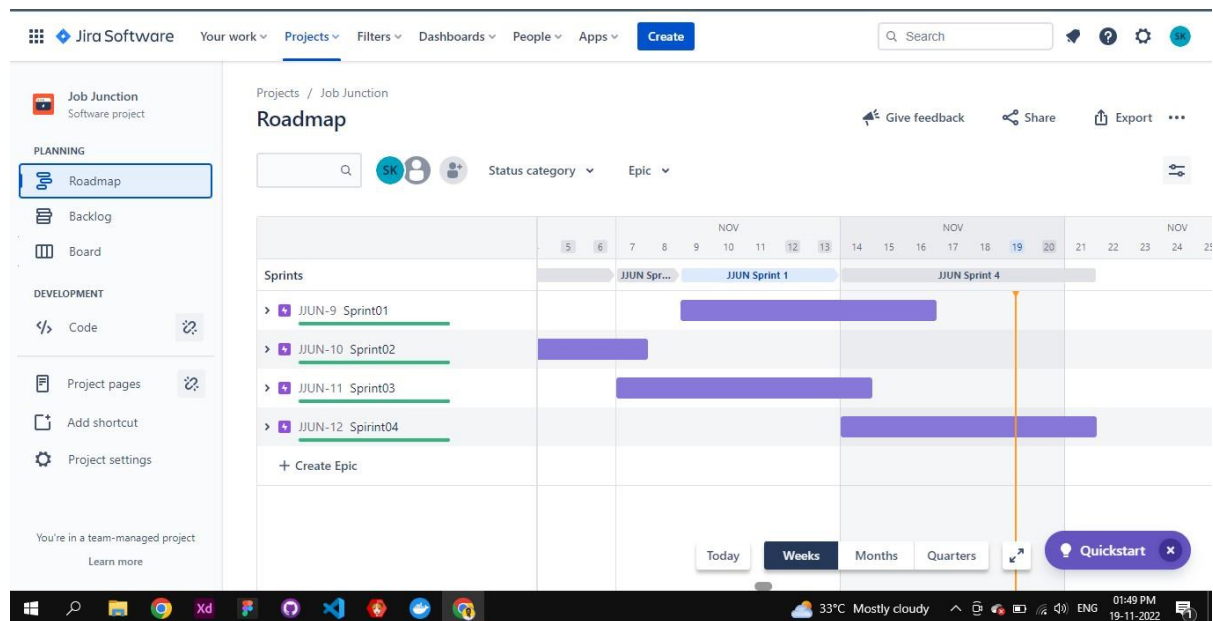 Jira Software Your work Projects Filters Dashboards People Apps Create Search SK
Job Junction
Software project
PLANNING
Roadmap
Backlog
Board
DEVELOPMENT
Code
Project pages
Add shortcut
Project settings
You're in a team-managed project
Learn more
Projects / Job Junction
Roadmap
Give feedback Share Export
SK Status category Epic
NOV NOV NOV
5 6 7 8 9 10 11 12 13 14 15 16 17 18 19 20 21 22 23 24 25
Sprints JJUN Spr... JJUN Sprint 1 JJUN Sprint 4
JJUN-9 Sprint01
JJUN-10 Sprint02
JJUN-11 Sprint03
JJUN-12 Spirint04
+ Create Epic
Today Weeks Months Quarters
Quickstart
Xd 33°C Mostly cloudy ENG 01:49 PM
19-11-2022 1